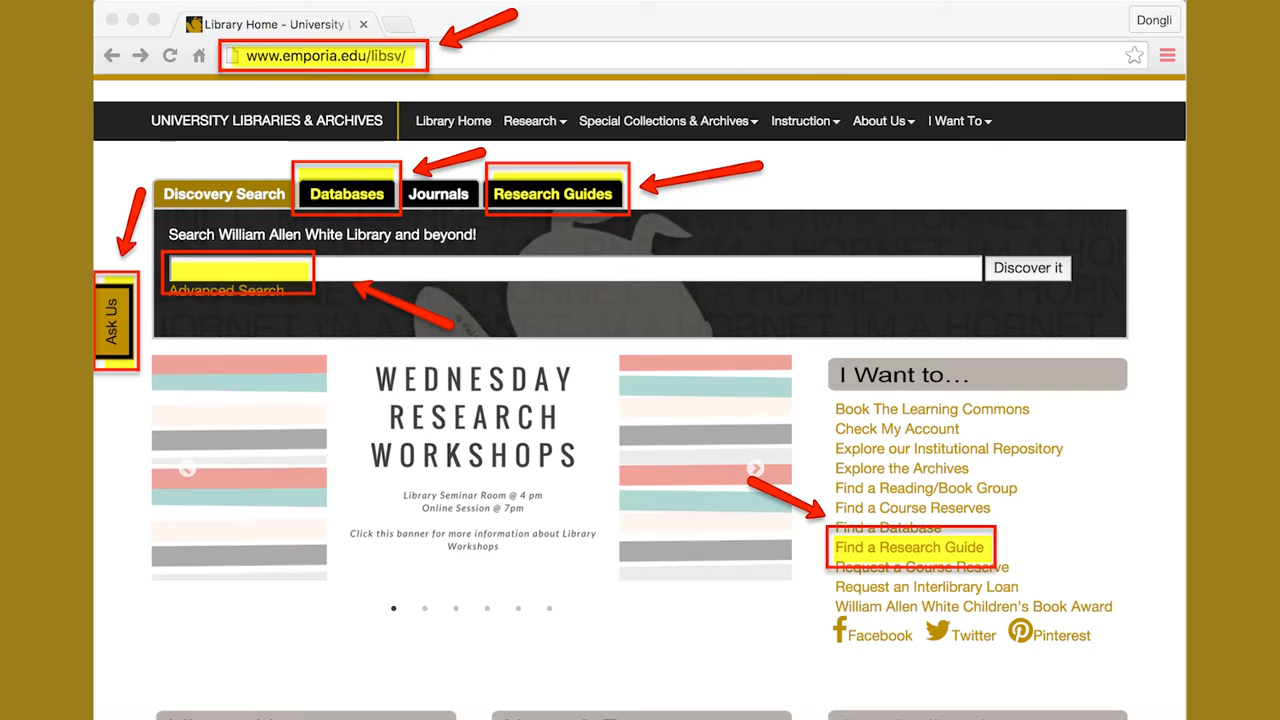 Library Home - University L
Dongli
www.emporia.edu/libsv/
UNIVERSITY LIBRARIES & ARCHIVES
Library Home Research Special Collections & Archives Instruction About Us I Want To
Discovery Search Databases Journals Research Guides
Search William Allen White Library and beyond!
Discover it
Advanced Search
Ask Us
WEDNESDAY
RESEARCH
WORKSHOPS
Library Seminar Room @ 4 pm
Online Session @ 7pm
Click this banner for more information about Library
Workshops
I Want to...
Book The Learning Commons
Check My Account
Explore our Institutional Repository
Explore the Archives
Find a Reading/Book Group
Find a Course Reserves
Find a Database
Find a Research Guide
Request a Course Reserve
Request an Interlibrary Loan
William Allen White Children's Book Award
Facebook Twitter Pinterest